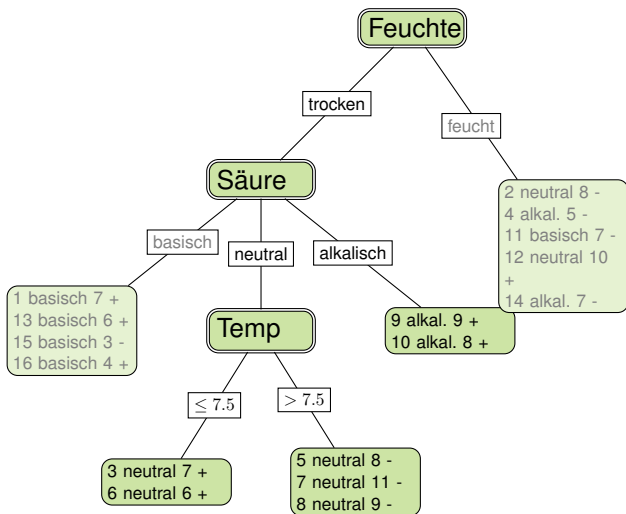 Feuchte
trocken
feucht
Säure
2 neutral 8 -
4 alkal. 5 -
11 basisch 7 -
12 neutral 10
+
14 alkal. 7 -
basisch
neutral
alkalisch
1 basisch 7 +
13 basisch 6 +
15 basisch 3 -
16 basisch 4 +
Temp
9 alkal. 9 +
10 alkal. 8 +
≤ 7.5
> 7.5
3 neutral 7 +
6 neutral 6 +
5 neutral 8 -
7 neutral 11 -
8 neutral 9 -